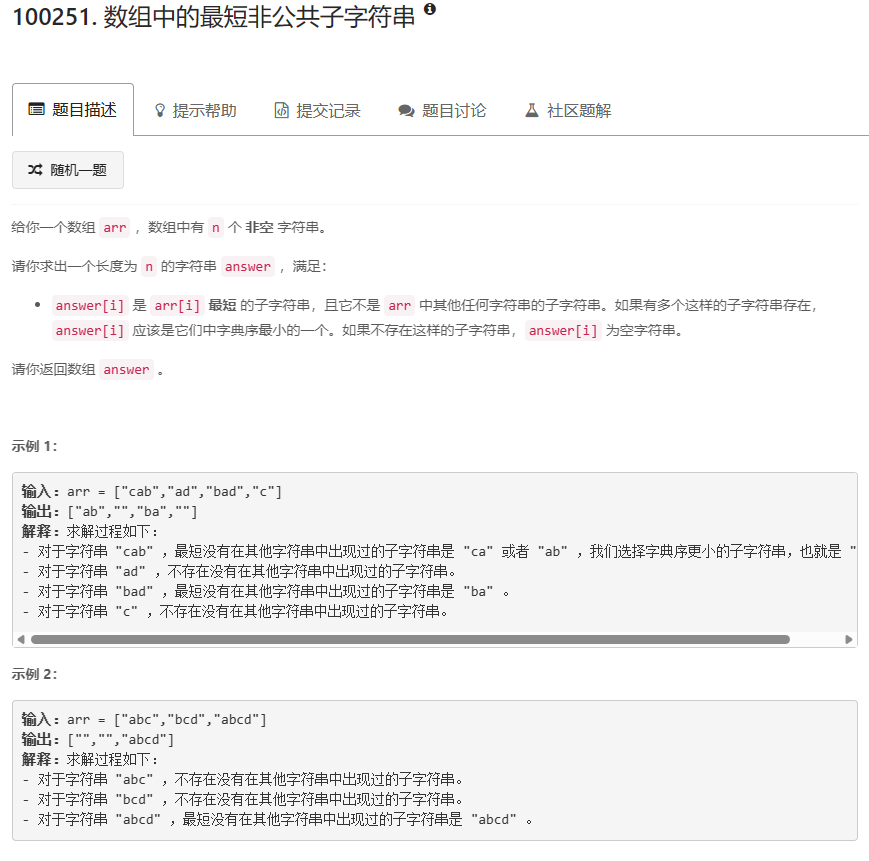 100251. 数组中的最短非公共子字符串
题目描述 提示帮助 提交记录 题目讨论 社区题解
随机一题
给你一个数组 arr ，数组中有 n 个 非空 字符串。
请你求出一个长度为 n 的字符串 answer ，满足：
• answer[i] 是 arr[i] 最短 的子字符串，且它不是 arr 中其他任何字符串的子字符串。如果有多个这样的子字符串存在，
answer[i] 应该是它们中字典序最小的一个。如果不存在这样的子字符串， answer[i] 为空字符串。
请你返回数组 answer 。
示例 1：
输入：arr = ["cab","ad","bad","c"]
输出：["ab","","ba",""]
解释：求解过程如下：
- 对于字符串 "cab" ，最短没有在其他字符串中出现过的子字符串是 "ca" 或者 "ab" ，我们选择字典序更小的子字符串，也就是 "
- 对于字符串 "ad" ，不存在没有在其他字符串中出现过的子字符串。
- 对于字符串 "bad" ，最短没有在其他字符串中出现过的子字符串是 "ba" 。
- 对于字符串 "c" ，不存在没有在其他字符串中出现过的子字符串。
示例 2：
输入：arr = ["abc","bcd","abcd"]
输出：["","","abcd"]
解释：求解过程如下：
- 对于字符串 "abc" ，不存在没有在其他字符串中出现过的子字符串。
- 对于字符串 "bcd" ，不存在没有在其他字符串中出现过的子字符串。
- 对于字符串 "abcd" ，最短没有在其他字符串中出现过的子字符串是 "abcd" 。